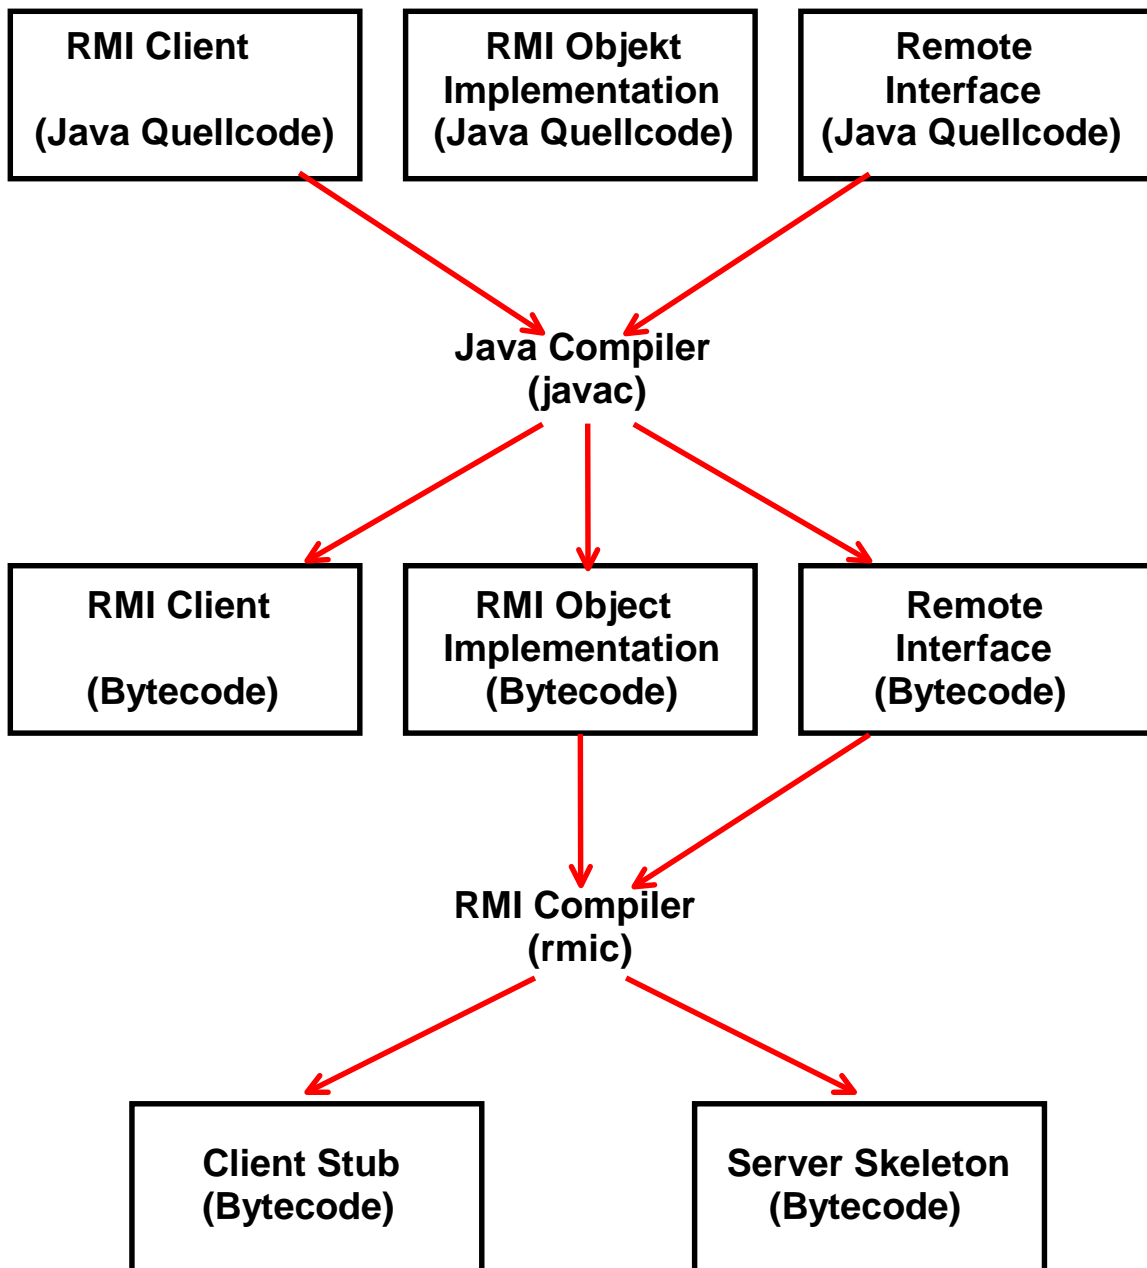 RMI Client
(Java Quellcode)
RMI Objekt
Implementation
(Java Quellcode)
Remote
Interface
(Java Quellcode)
Java Compiler
(javac)
RMI Client
(Bytecode)
RMI Object
Implementation
(Bytecode)
Remote
Interface
(Bytecode)
RMI Compiler
(rmic)
Client Stub
(Bytecode)
Server Skeleton
(Bytecode)